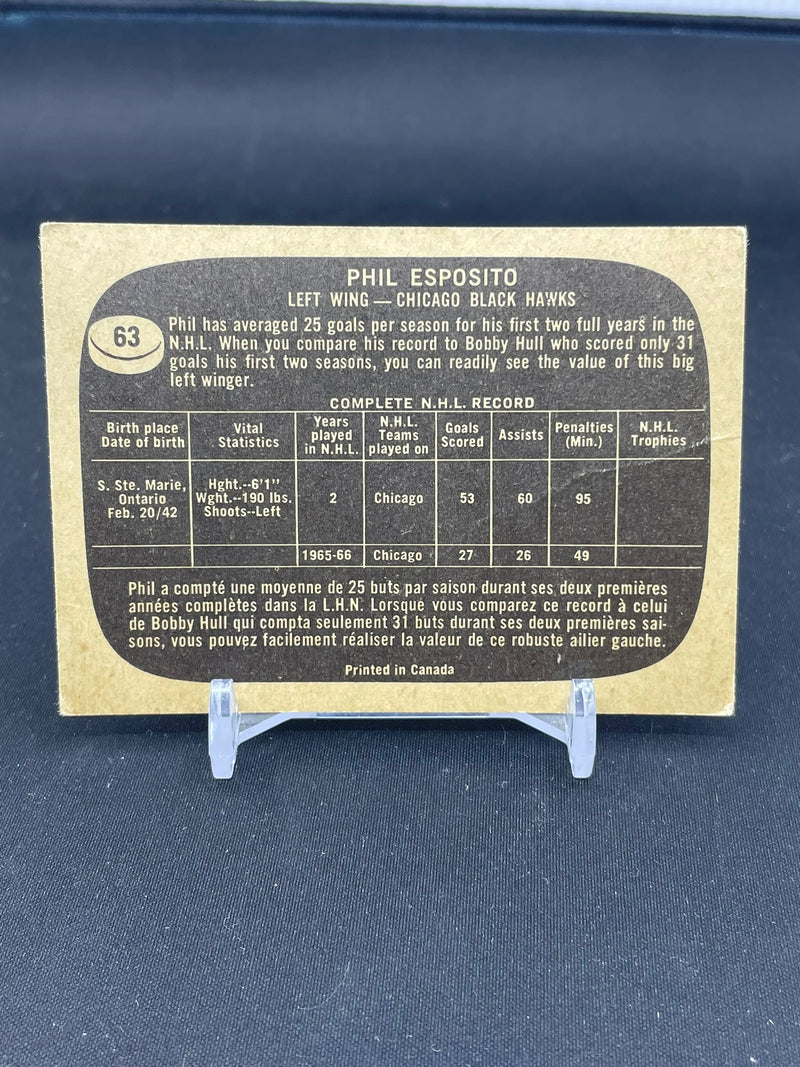 PHIL ESPOSITO
LEFT WING — CHICAGO BLACK HAWKS
63
Phil has averaged 25 goals per season for his first two full years in the
N.H.L. When you compare his record to Bobby Hull who scored only 31
goals his first two seasons, you can readily see the value of this big
left winger.
COMPLETE N.H.L. RECORD
Birth place Date of birth | Vital Statistics | Years played in N.H.L. | N.H.L. Teams played on | Goals Scored | Assists | Penalties (Min.) | N.H.L. Trophies
S. Ste. Marie, Ontario Feb. 20/42 | Hght.--6'1" Wght.--190 lbs. Shoots--Left | 2 | Chicago | 53 | 60 | 95
1965-66 | Chicago | 27 | 26 | 49
Phil a compté une moyenne de 25 buts par saison durant ses deux premières
années complètes dans la L.H.N. Lorsque vous comparez ce record à celui
de Bobby Hull qui compta seulement 31 buts durant ses deux premières sai-
sons, vous pouvez facilement réaliser la valeur de ce robuste ailier gauche.
Printed in Canada